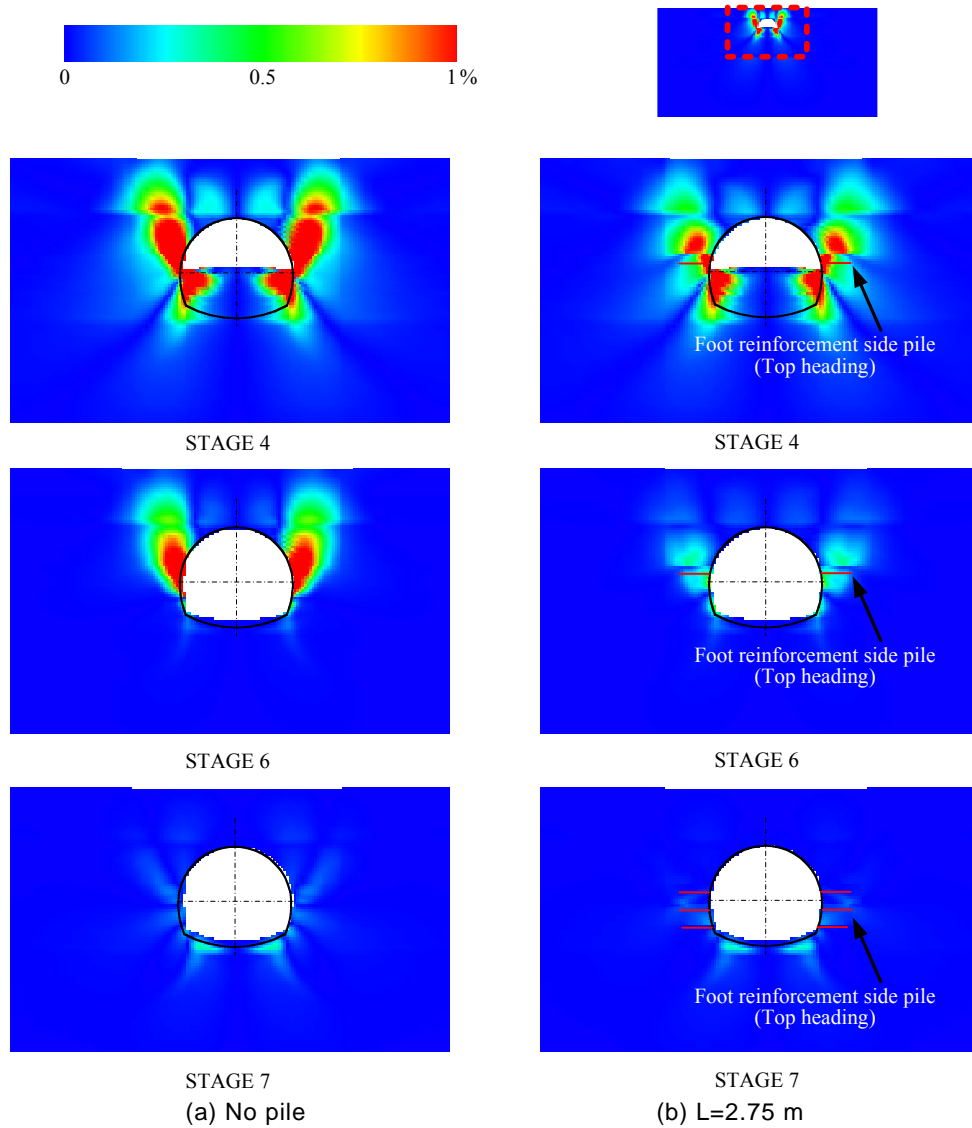 0 0.5 1%
STAGE 4
Foot reinforcement side pile
(Top heading)
STAGE 4
STAGE 6
Foot reinforcement side pile
(Top heading)
STAGE 6
STAGE 7
(a) No pile
Foot reinforcement side pile
(Top heading)
STAGE 7
(b) L=2.75 m